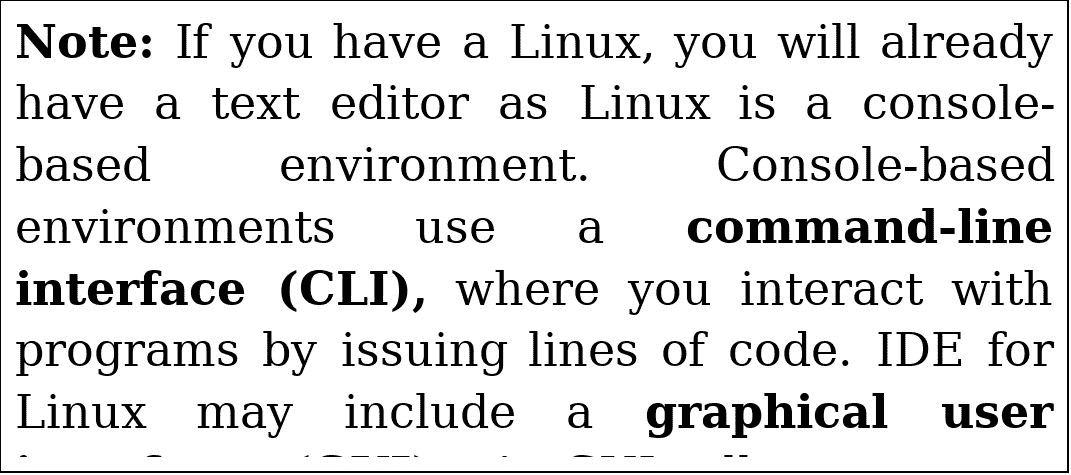 Note: If you have a Linux, you will already
have a text editor as Linux is a console-
based environment. Console-based
environments use a command-line
interface (CLI), where you interact with
programs by issuing lines of code. IDE for
Linux may include a graphical user